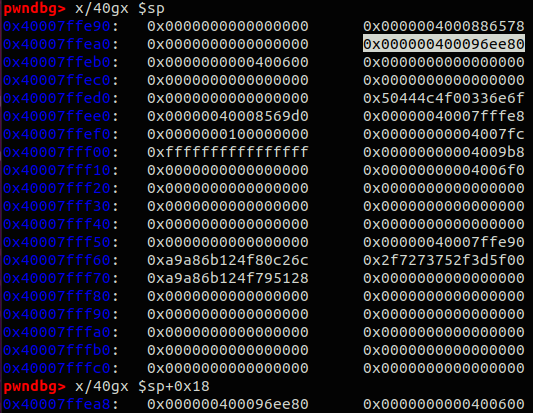 pwndbg> x/40gx $sp
0x40007ffe90: 0x0000000000000000 0x0000004000886578
0x40007ffea0: 0x0000000000000000 0x000000400096ee80
0x40007ffeb0: 0x0000000000400600 0x0000000000000000
0x40007ffec0: 0x0000000000000000 0x0000000000000000
0x40007ffed0: 0x0000000000000000 0x50444c4f00336e6f
0x40007ffee0: 0x00000040008569d0 0x00000040007fffe8
0x40007ffef0: 0x0000000100000000 0x00000000004007fc
0x40007fff00: 0xffffffffffffffff 0x00000000004009b8
0x40007fff10: 0x0000000000000000 0x00000000004006f0
0x40007fff20: 0x0000000000000000 0x0000000000000000
0x40007fff30: 0x0000000000000000 0x0000000000000000
0x40007fff40: 0x0000000000000000 0x0000000000000000
0x40007fff50: 0x0000000000000000 0x00000040007ffe90
0x40007fff60: 0xa9a86b124f80c26c 0x2f7273752f3d5f00
0x40007fff70: 0xa9a86b124f795128 0x0000000000000000
0x40007fff80: 0x0000000000000000 0x0000000000000000
0x40007fff90: 0x0000000000000000 0x0000000000000000
0x40007fffa0: 0x0000000000000000 0x0000000000000000
0x40007fffb0: 0x0000000000000000 0x0000000000000000
0x40007fffc0: 0x0000000000000000 0x0000000000000000
pwndbg> x/40gx $sp+0x18
0x40007ffea8: 0x000000400096ee80 0x0000000000400600